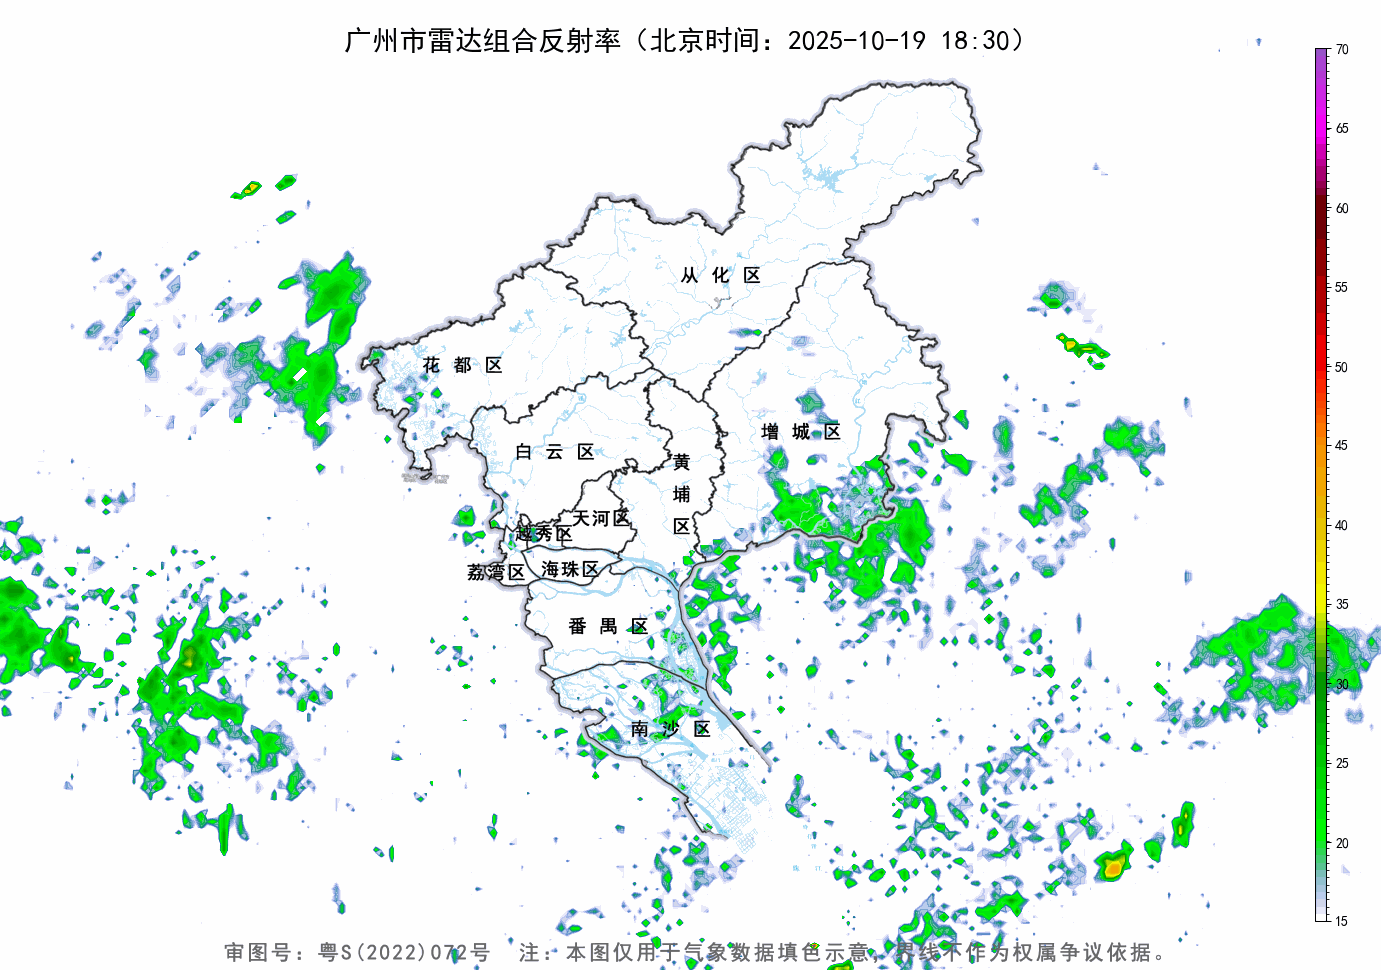 广州市雷达组合反射率（北京时间：2025-10-19 18:30）
70
65
60
55
50
45
40
35
30
25
20
15
从化区
花都区
增城区
白云区
黄埔区
天河区
越秀区
荔湾区
海珠区
番禺区
南沙区
审图号：粤S(2022)072号 注：本图仅用于气象数据填色示意，界线不作为权属争议依据。